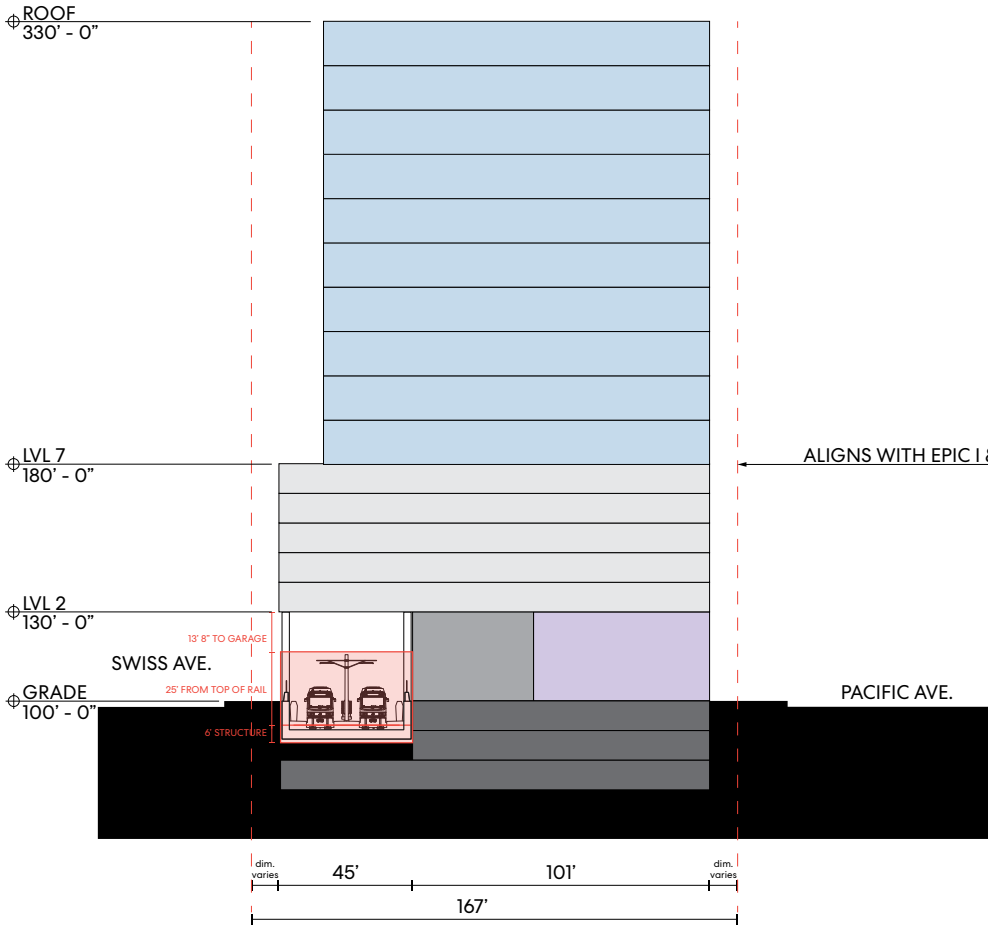 ROOF
330’ - 0”
LVL 7
180’ - 0”
ALIGNS WITH EPIC I &
LVL 2
130’ - 0”
13’ 8” TO GARAGE
SWISS AVE.
25’ FROM TOP OF RAIL
GRADE
100’ - 0”
PACIFIC AVE.
6’ STRUCTURE
dim.
varies
45’
101’
dim.
varies
167’